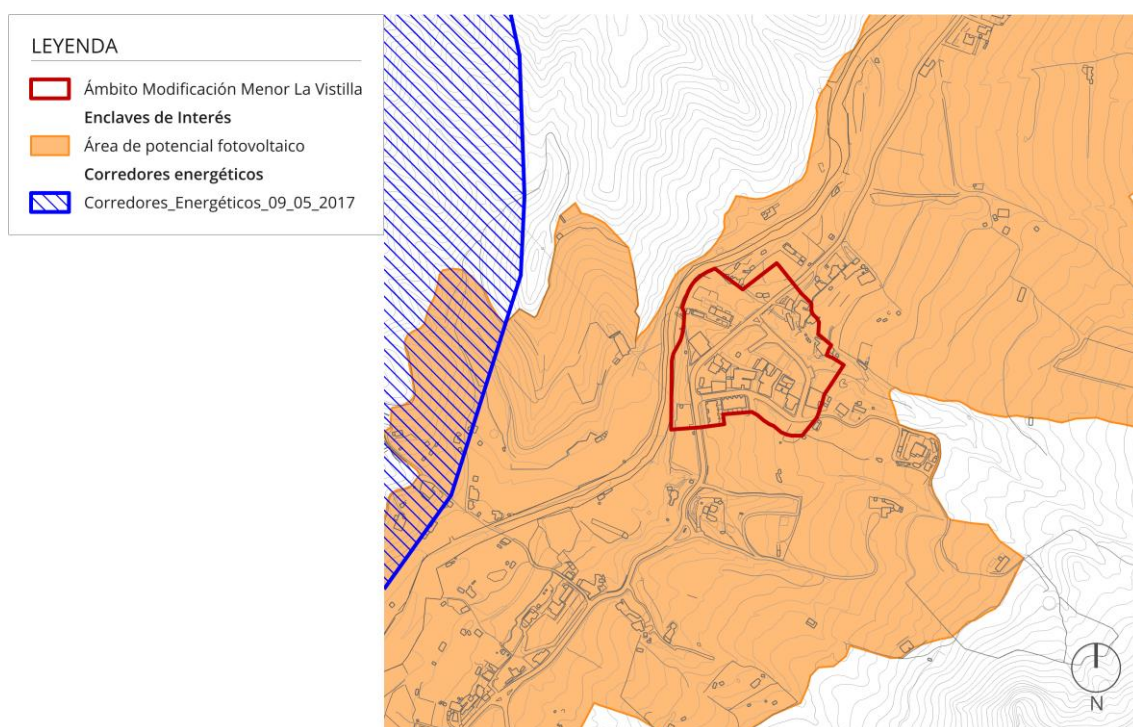 LEYENDA
Ámbito Modificación Menor La Vistilla
Enclaves de Interés
Área de potencial fotovoltaico
Corredores energéticos
Corredores_Energéticos_09_05_2017
N